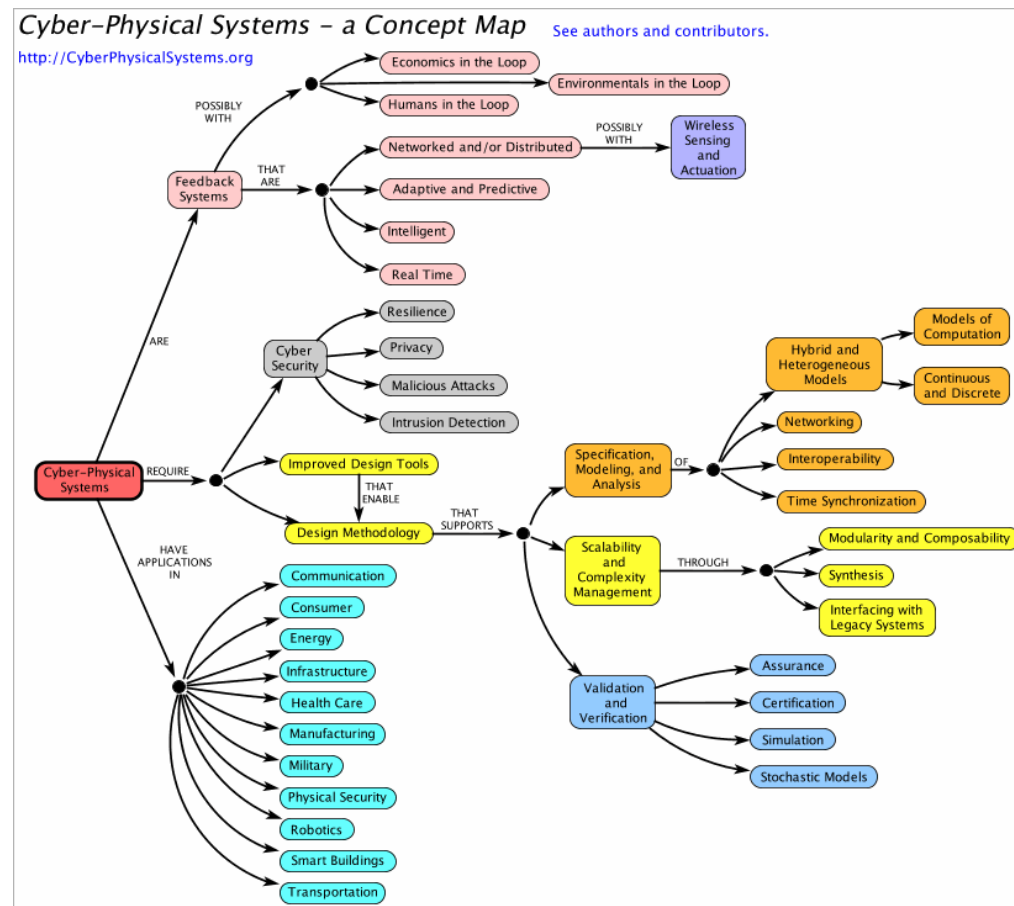 Cyber-Physical Systems - a Concept Map
See authors and contributors.
http://CyberPhysicalSystems.org
Economics in the Loop
Environmentals in the Loop
Humans in the Loop
POSSIBLY
WITH
Networked and/or Distributed
POSSIBLY
WITH
Wireless
Sensing
and
Actuation
Feedback
Systems
THAT
ARE
Adaptive and Predictive
Intelligent
Real Time
ARE
Resilience
Cyber
Security
Privacy
Malicious Attacks
Intrusion Detection
Models of
Computation
Hybrid and
Heterogeneous
Models
Continuous
and Discrete
Networking
Cyber-Physical
Systems
REQUIRE
Improved Design Tools
THAT
ENABLE
Design Methodology
THAT
SUPPORTS
Specification,
Modeling, and
Analysis
OF
Interoperability
Time Synchronization
Scalability
and
Complexity
Management
THROUGH
Modularity and Composability
Synthesis
Interfacing with
Legacy Systems
HAVE
APPLICATIONS
IN
Communication
Consumer
Energy
Infrastructure
Health Care
Manufacturing
Military
Physical Security
Robotics
Smart Buildings
Transportation
Validation
and
Verification
Assurance
Certification
Simulation
Stochastic Models